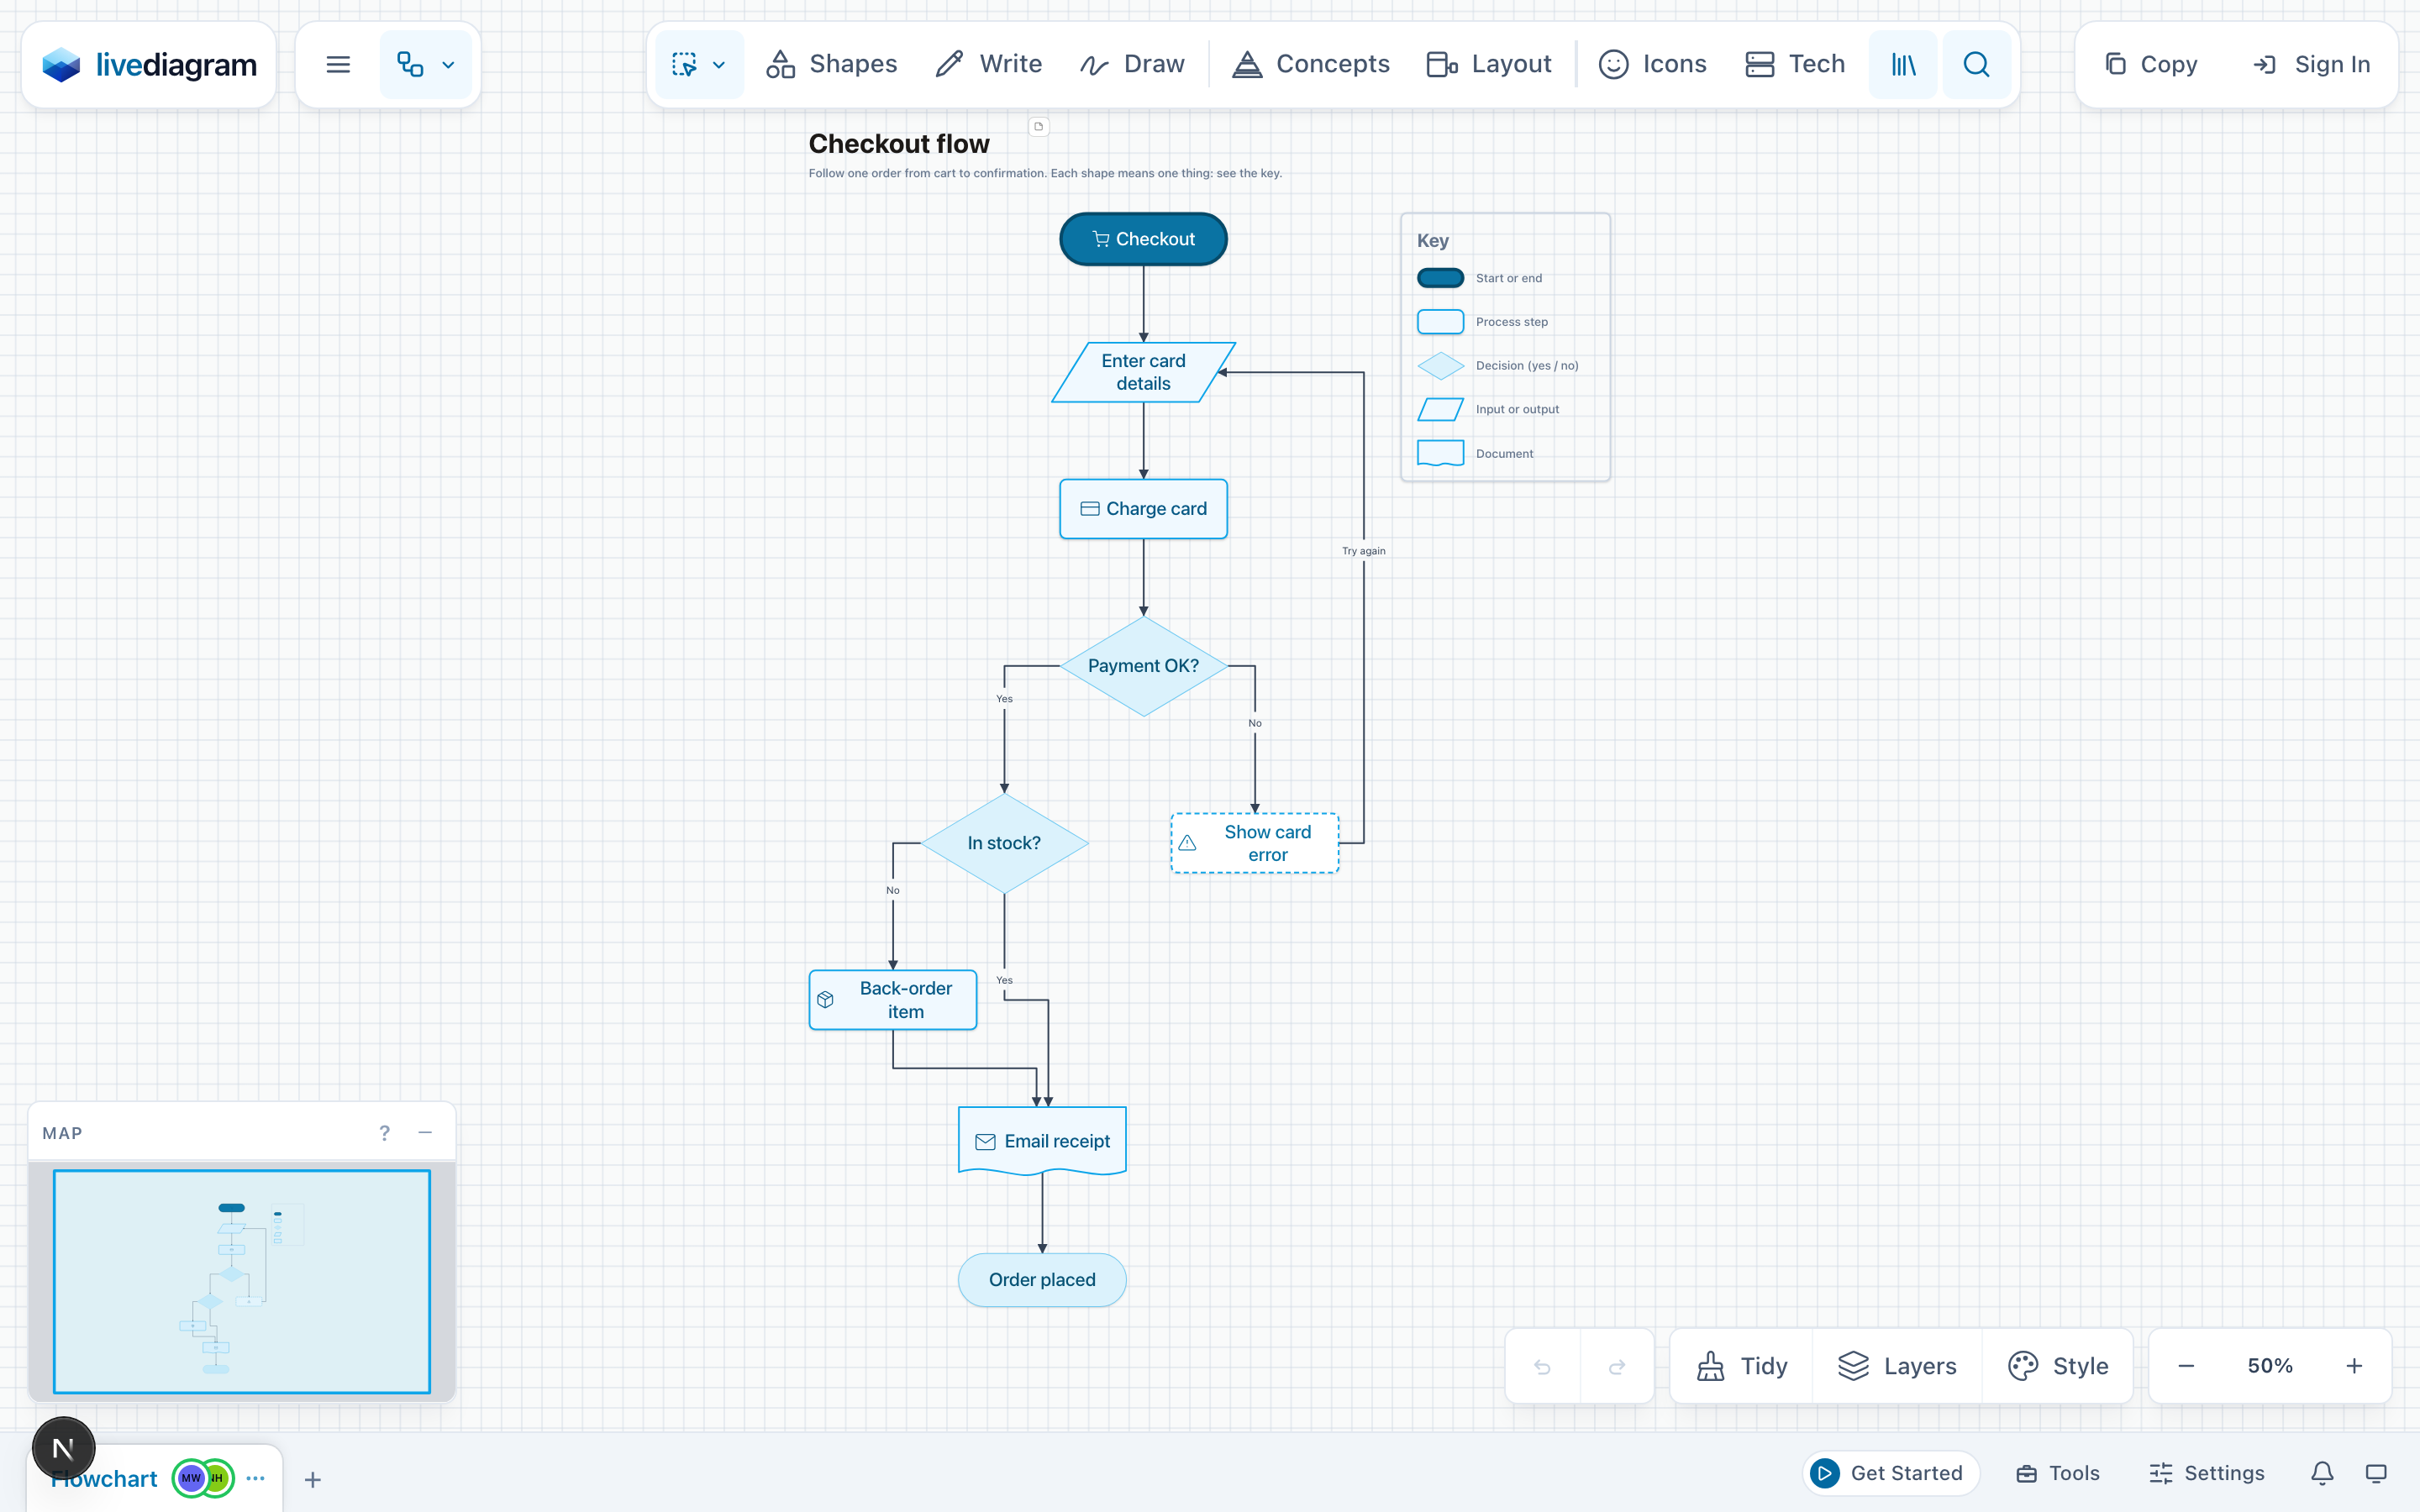 livediagram
Shapes
Write
Draw
Concepts
Layout
Icons
Tech
Copy
Sign In
Checkout flow
Follow one order from cart to confirmation. Each shape means one thing: see the key.
Checkout
Key
Start or end
Process step
Decision (yes / no)
Input or output
Document
Enter card
details
Charge card
Try again
Payment OK?
Yes
No
In stock?
Show card
error
No
Yes
Back-order
item
Email receipt
Order placed
MAP
?
Tidy
Layers
Style
50%
N
Flowchart
MW
NH
Get Started
Tools
Settings